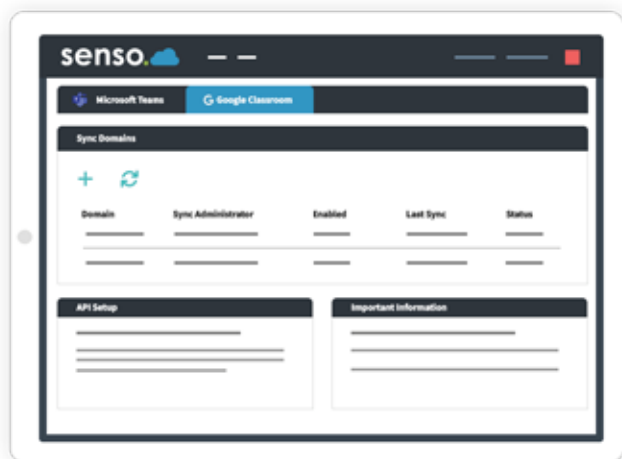 senso.
Microsoft Teams
Google Classroom
Sync Domains
Domain Sync Administrator Enabled Last Sync Status
API Setup
Important Information